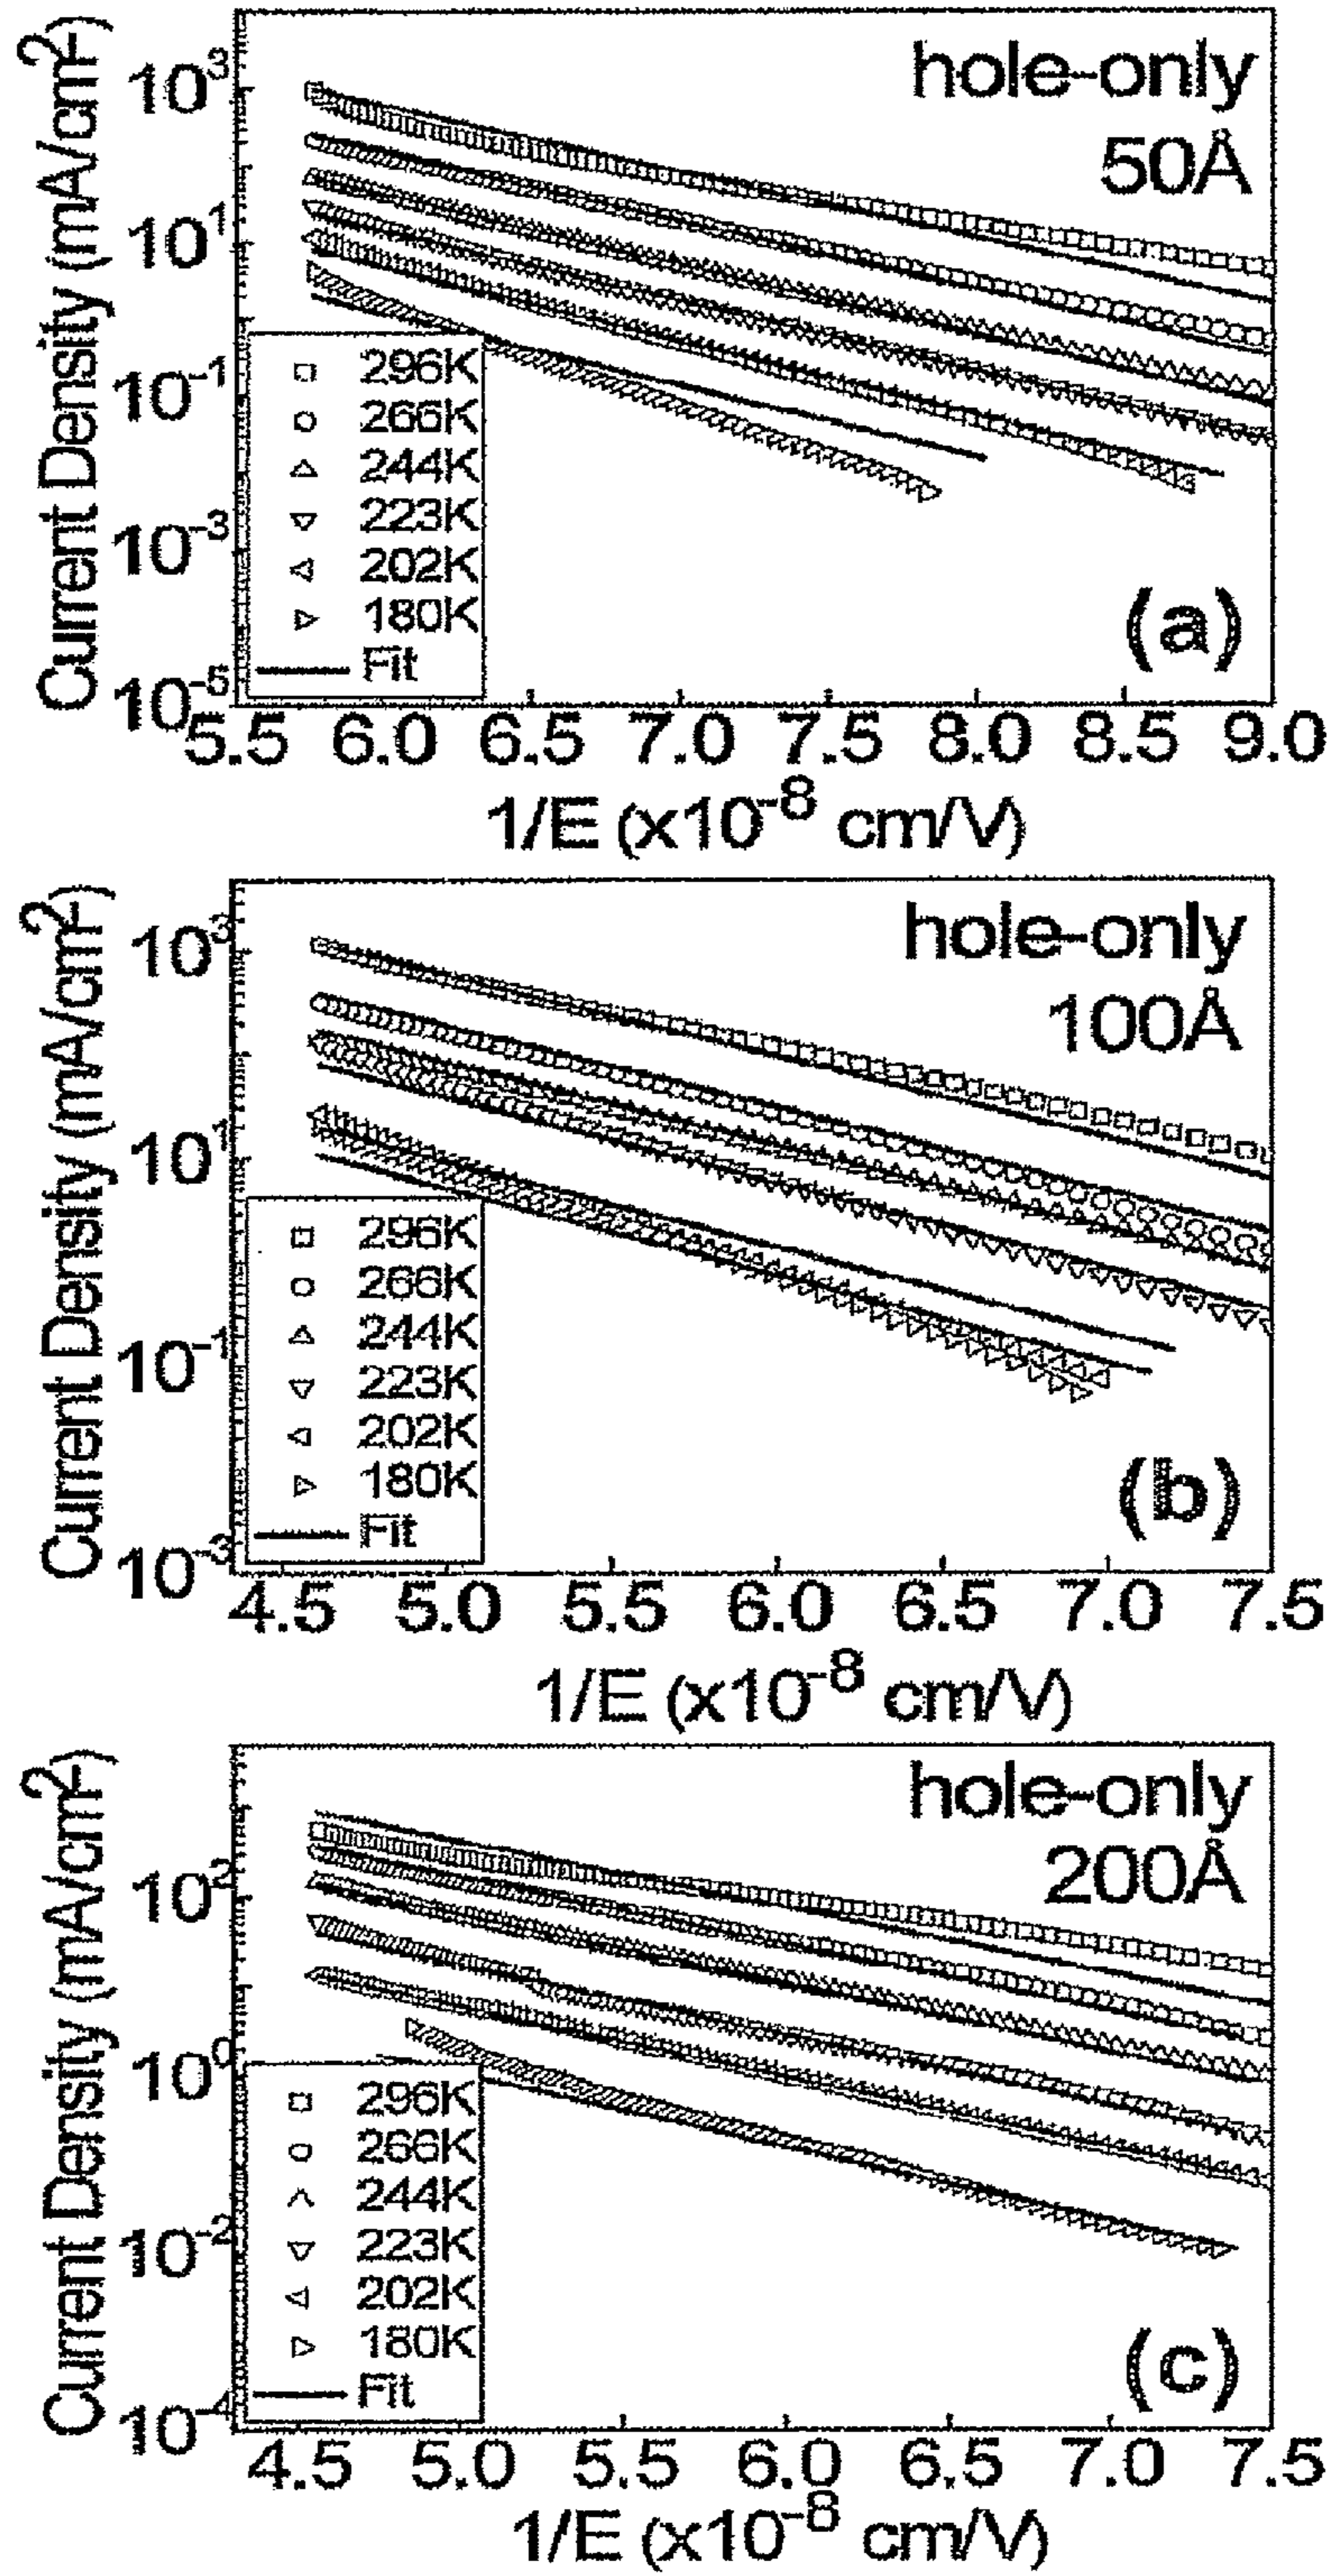 hole-only
50Å
Current Density (mA/cm²)
10³
10¹
10⁻¹
10⁻³
10⁻⁵
296K
266K
244K
223K
202K
180K
Fit
(a)
5.5 6.0 6.5 7.0 7.5 8.0 8.5 9.0
1/E (x10⁻⁸ cm/V)
hole-only
100Å
Current Density (mA/cm²)
10³
10¹
10⁻¹
10⁻³
296K
266K
244K
223K
202K
180K
Fit
(b)
4.5 5.0 5.5 6.0 6.5 7.0 7.5
1/E (x10⁻⁸ cm/V)
hole-only
200Å
Current Density (mA/cm²)
10²
10⁰
10⁻²
10⁻⁴
296K
266K
244K
223K
202K
180K
Fit
(c)
4.5 5.0 5.5 6.0 6.5 7.0 7.5
1/E (x10⁻⁸ cm/V)